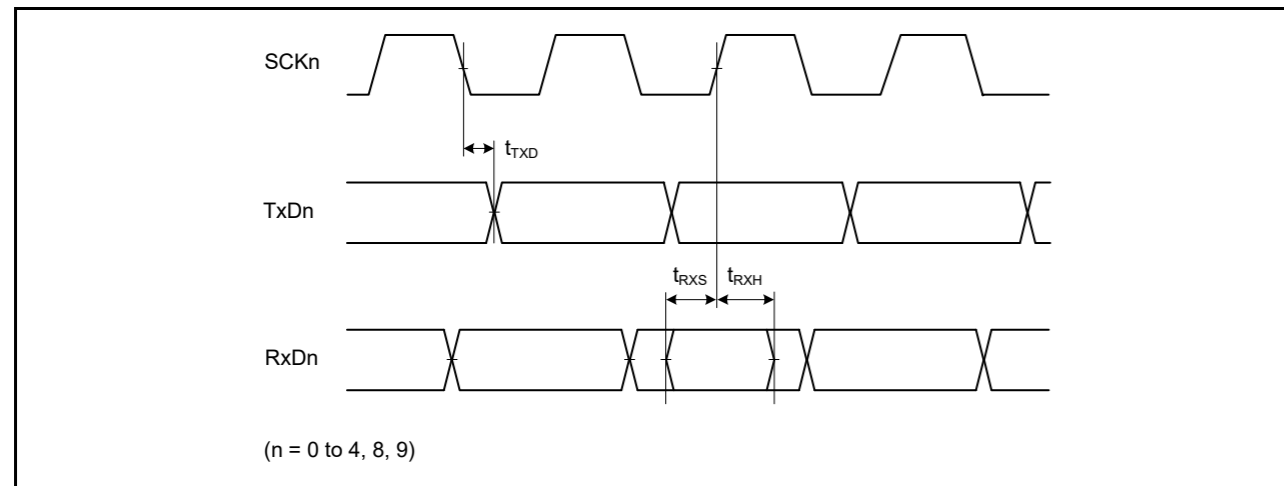 SCKn
tTXD
TxDn
tRXS tRXH
RxDn
(n = 0 to 4, 8, 9)